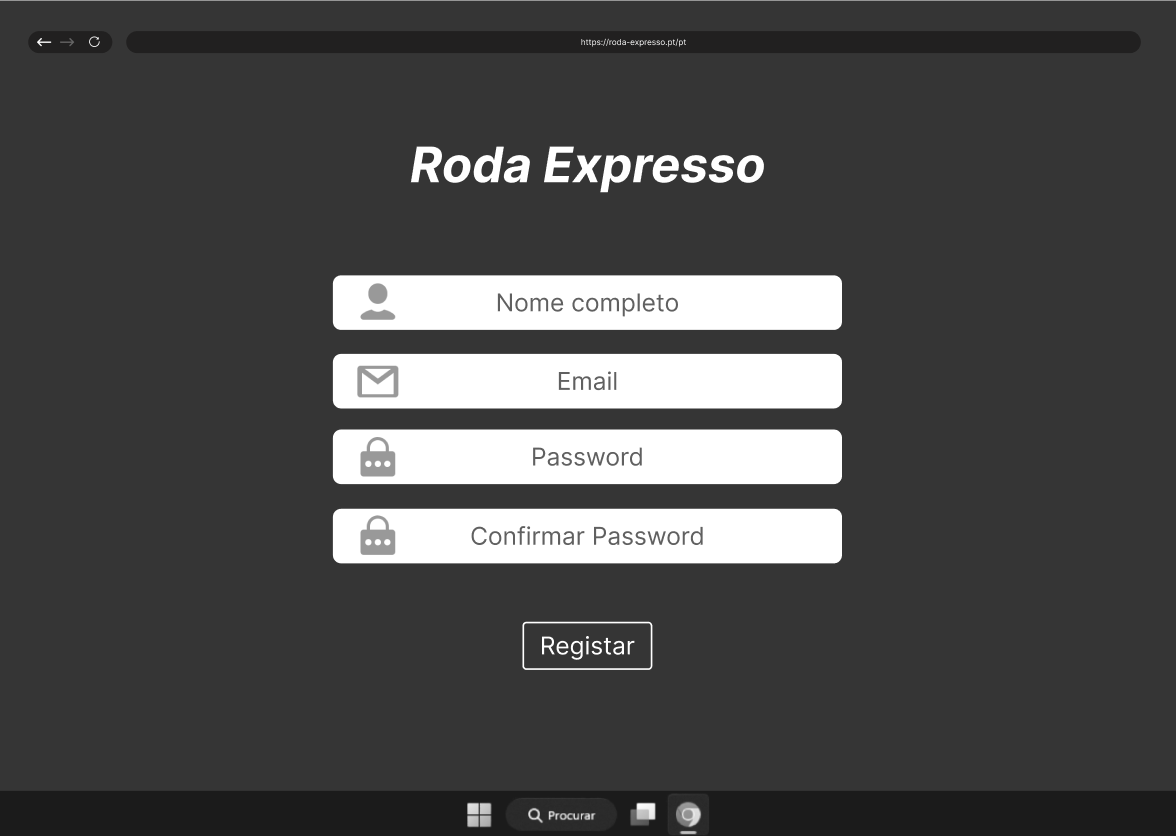 https://roda-expresso.pt/pt
Roda Expresso
Nome completo
Email
Password
Confirmar Password
Registar
Procurar